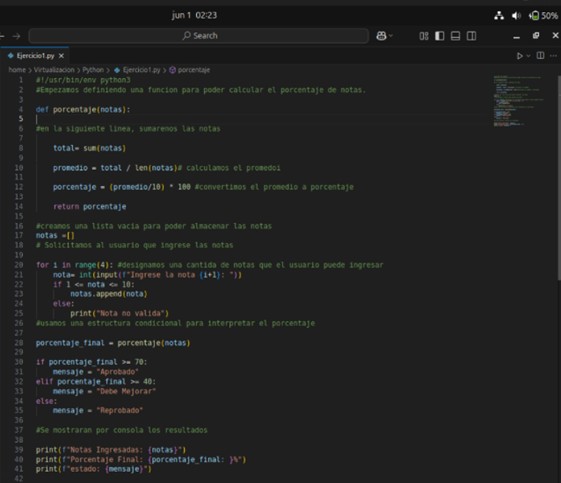 jun 1 02:23
50%
Search
Ejercicio1.py
home > Virtualizacion > Python > Ejercicio1.py > porcentaje
1 #!/usr/bin/env python3
2 #Empezamos definiendo una funcion para poder calcular el porcentaje de notas.
3
4 def porcentaje(notas):
5
6 #en la siguiente linea, sumarenos las notas
7
8 total= sum(notas)
9
10 promedio = total / len(notas)# calculamos el promedoi
11
12 porcentaje = (promedio/10) * 100 #convertimos el promedio a porcentaje
13
14 return porcentaje
15
16 #creamos una lista vacia para poder almacenar las notas
17 notas =[]
18 # Solicitamos al usuario que ingrese las notas
19
20 for i in range(4): #designamos una cantida de notas que el usuario puede ingresar
21 nota= int(input(f"Ingrese la nota {i+1}: "))
22 if 1 <= nota <= 10:
23 notas.append(nota)
24 else:
25 print("Nota no valida")
26 #usamos una estructura condicional para interpretar el porcentaje
27
28 porcentaje_final = porcentaje(notas)
29
30 if porcentaje_final >= 70:
31 mensaje = "Aprobado"
32 elif porcentaje_final >= 40:
33 mensaje = "Debe Mejorar"
34 else:
35 mensaje = "Reprobado"
36
37 #Se mostraran por consola los resultados
38
39 print(f"Notas Ingresadas: {notas}")
40 print(f"Porcentaje Final: {porcentaje_final: }%")
41 print(f"estado: {mensaje}")
42